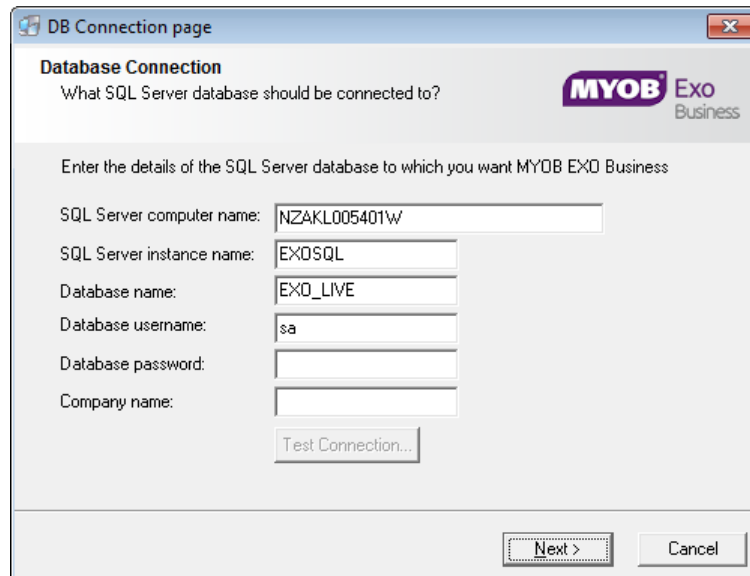 DB Connection page
Database Connection
What SQL Server database should be connected to?
MYOB Exo
Business
Enter the details of the SQL Server database to which you want MYOB EXO Business
SQL Server computer name: NZAKL005401W
SQL Server instance name: EXOSQL
Database name: EXO_LIVE
Database username: sa
Database password:
Company name:
Test Connection...
Next > Cancel